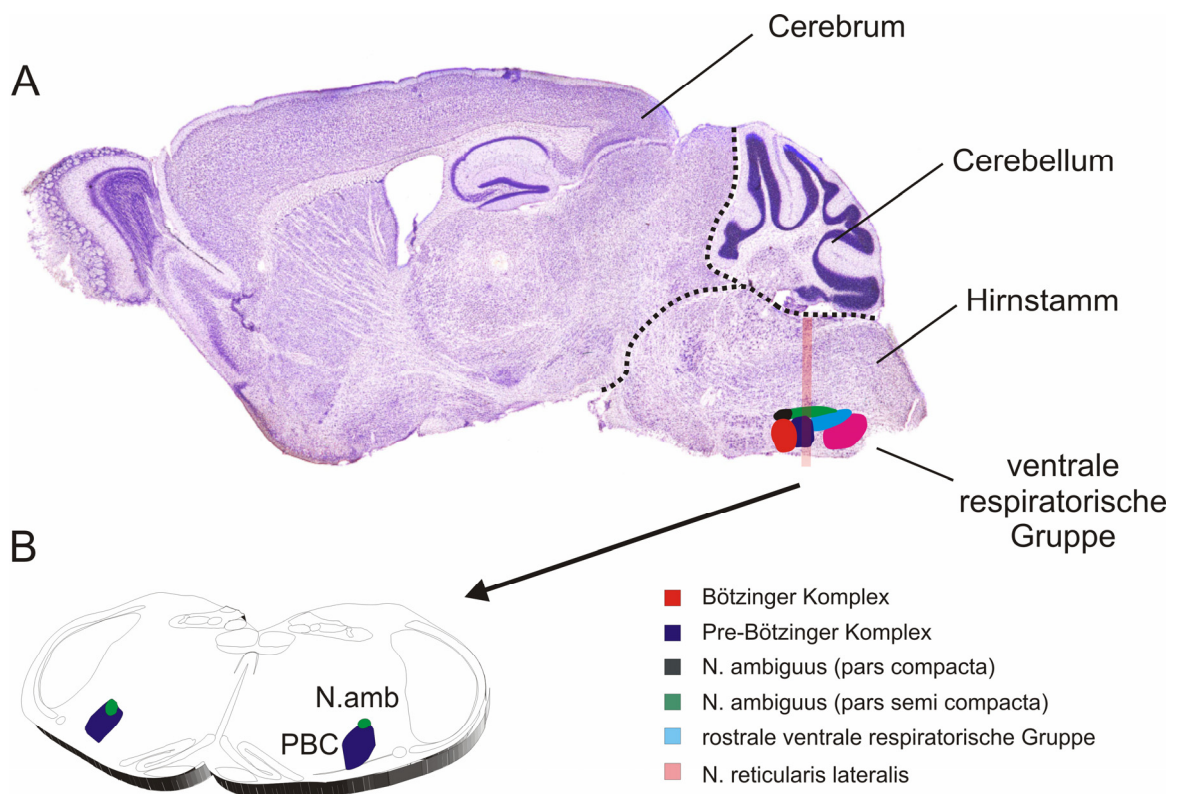 Cerebrum
A
Cerebellum
Hirnstamm
ventrale
respiratorische
Gruppe
B
N.amb
PBC
Bötzinger Komplex
Pre-Bötzinger Komplex
N. ambiguus (pars compacta)
N. ambiguus (pars semi compacta)
rostrale ventrale respiratorische Gruppe
N. reticularis lateralis